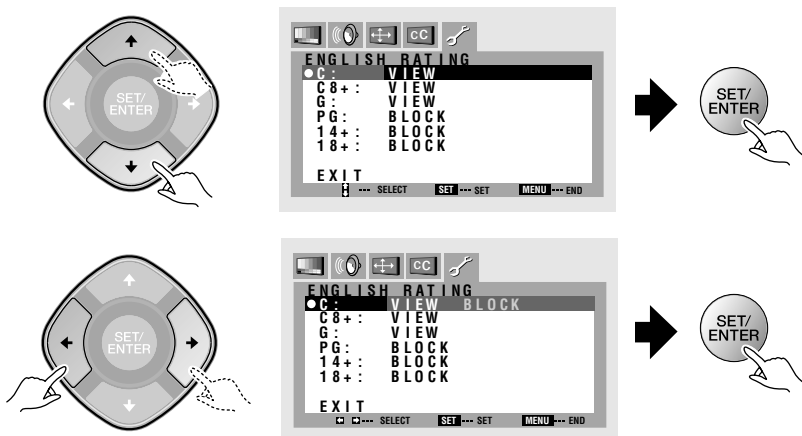 SET/
ENTER
CC
ENGLISH RATING
C: VIEW
C8+: VIEW
G: VIEW
PG: BLOCK
14+: BLOCK
18+: BLOCK
EXIT
--- SELECT SET --- SET MENU --- END
SET/
ENTER
SET/
ENTER
CC
ENGLISH RATING
C: VIEW BLOCK
C8+: VIEW
G: VIEW
PG: BLOCK
14+: BLOCK
18+: BLOCK
EXIT
--- SELECT SET --- SET MENU --- END
SET/
ENTER